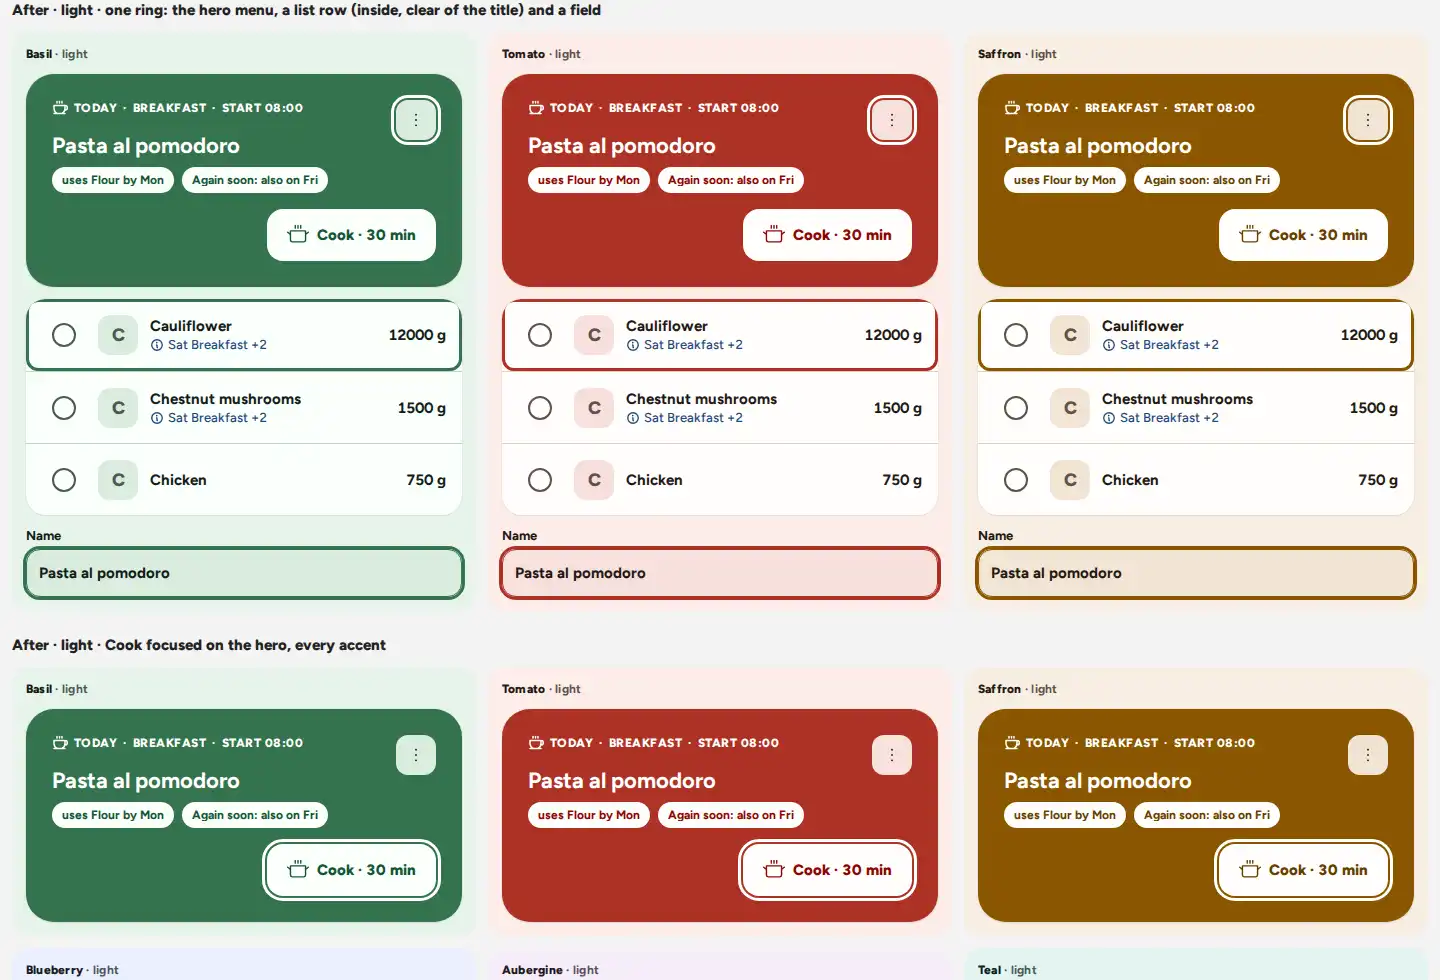 After · light · one ring: the hero menu, a list row (inside, clear of the title) and a field
Basil · light
TODAY · BREAKFAST · START 08:00
Pasta al pomodoro
uses Flour by Mon
Again soon: also on Fri
Cook · 30 min
C
Cauliflower
Sat Breakfast +2
12000 g
C
Chestnut mushrooms
Sat Breakfast +2
1500 g
C
Chicken
750 g
Name
Pasta al pomodoro
Tomato · light
TODAY · BREAKFAST · START 08:00
Pasta al pomodoro
uses Flour by Mon
Again soon: also on Fri
Cook · 30 min
C
Cauliflower
Sat Breakfast +2
12000 g
C
Chestnut mushrooms
Sat Breakfast +2
1500 g
C
Chicken
750 g
Name
Pasta al pomodoro
Saffron · light
TODAY · BREAKFAST · START 08:00
Pasta al pomodoro
uses Flour by Mon
Again soon: also on Fri
Cook · 30 min
C
Cauliflower
Sat Breakfast +2
12000 g
C
Chestnut mushrooms
Sat Breakfast +2
1500 g
C
Chicken
750 g
Name
Pasta al pomodoro
After · light · Cook focused on the hero, every accent
Basil · light
TODAY · BREAKFAST · START 08:00
Pasta al pomodoro
uses Flour by Mon
Again soon: also on Fri
Cook · 30 min
Tomato · light
TODAY · BREAKFAST · START 08:00
Pasta al pomodoro
uses Flour by Mon
Again soon: also on Fri
Cook · 30 min
Saffron · light
TODAY · BREAKFAST · START 08:00
Pasta al pomodoro
uses Flour by Mon
Again soon: also on Fri
Cook · 30 min
Blueberry · light
Aubergine · light
Teal · light